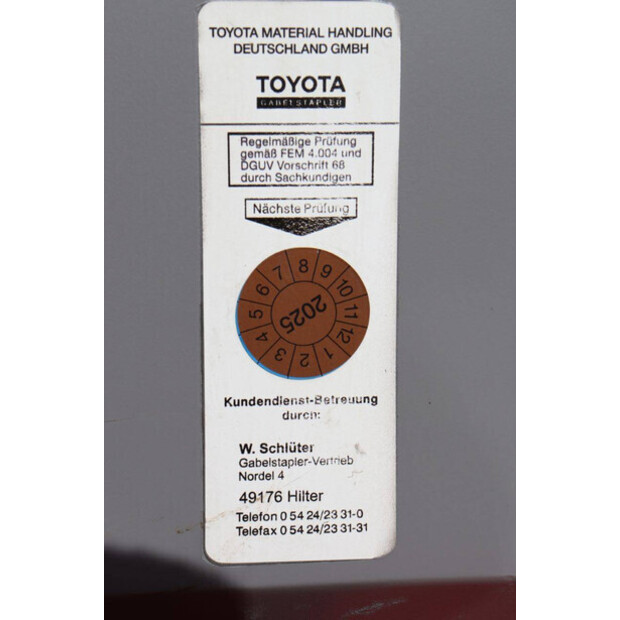 TOYOTA MATERIAL HANDLING
DEUTSCHLAND GMBH
TOYOTA
GABELSTAPLER
Regelmäßige Prüfung
gemäß FEM 4.004 und
DGUV Vorschrift 68
durch Sachkundigen
Nächste Prüfung
1 2 3 4 5 6 7 8 9 10 11 12
2025
Kundendienst-Betreuung
durch:
W. Schlüter
Gabelstapler-Vertrieb
Nordel 4
49176 Hilter
Telefon 0 54 24/23 31-0
Telefax 0 54 24/23 31-31